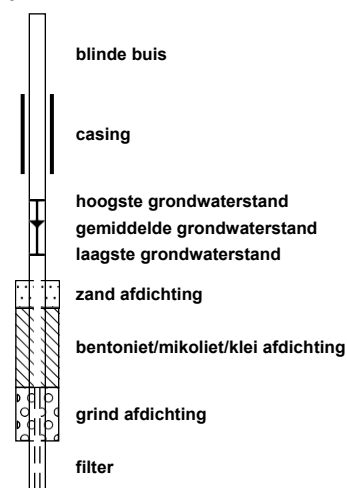 blinde buis
casing
hoogste grondwaterstand
gemiddelde grondwaterstand
laagste grondwaterstand
zand afdichting
bentoniet/mikoliet/klei afdichting
grind afdichting
filter